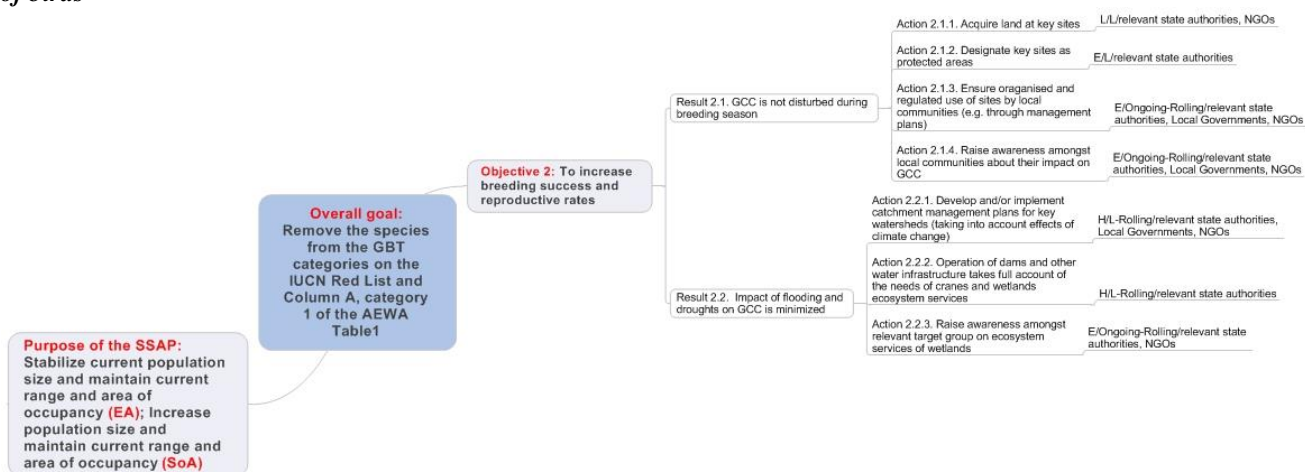 Purpose of the SSAP:
Stabilize current population
size and maintain current
range and area of
occupancy (EA); Increase
population size and
maintain current range and
area of occupancy (SoA)
Overall goal:
Remove the species
from the GBT
categories on the
IUCN Red List and
Column A, category
1 of the AEWA
Table1
Objective 2: To increase
breeding success and
reproductive rates
Result 2.1. GCC is not disturbed during
breeding season
Action 2.1.1. Acquire land at key sites
L/L/relevant state authorities, NGOs
Action 2.1.2. Designate key sites as
protected areas
E/L/relevant state authorities
Action 2.1.3. Ensure oraganised and
regulated use of sites by local
communities (e.g. through management
plans)
E/Ongoing-Rolling/relevant state
authorities, Local Governments, NGOs
Action 2.1.4. Raise awareness amongst
local communities about their impact on
GCC
E/Ongoing-Rolling/relevant state
authorities, Local Governments, NGOs
Result 2.2. Impact of flooding and
droughts on GCC is minimized
Action 2.2.1. Develop and/or implement
catchment management plans for key
watersheds (taking into account effects of
climate change)
H/L-Rolling/relevant state authorities,
Local Governments, NGOs
Action 2.2.2. Operation of dams and other
water infrastructure takes full account of
the needs of cranes and wetlands
ecosystem services
H/L-Rolling/relevant state authorities
Action 2.2.3. Raise awareness amongst
relevant target group on ecosystem
services of wetlands
E/Ongoing-Rolling/relevant state
authorities, NGOs